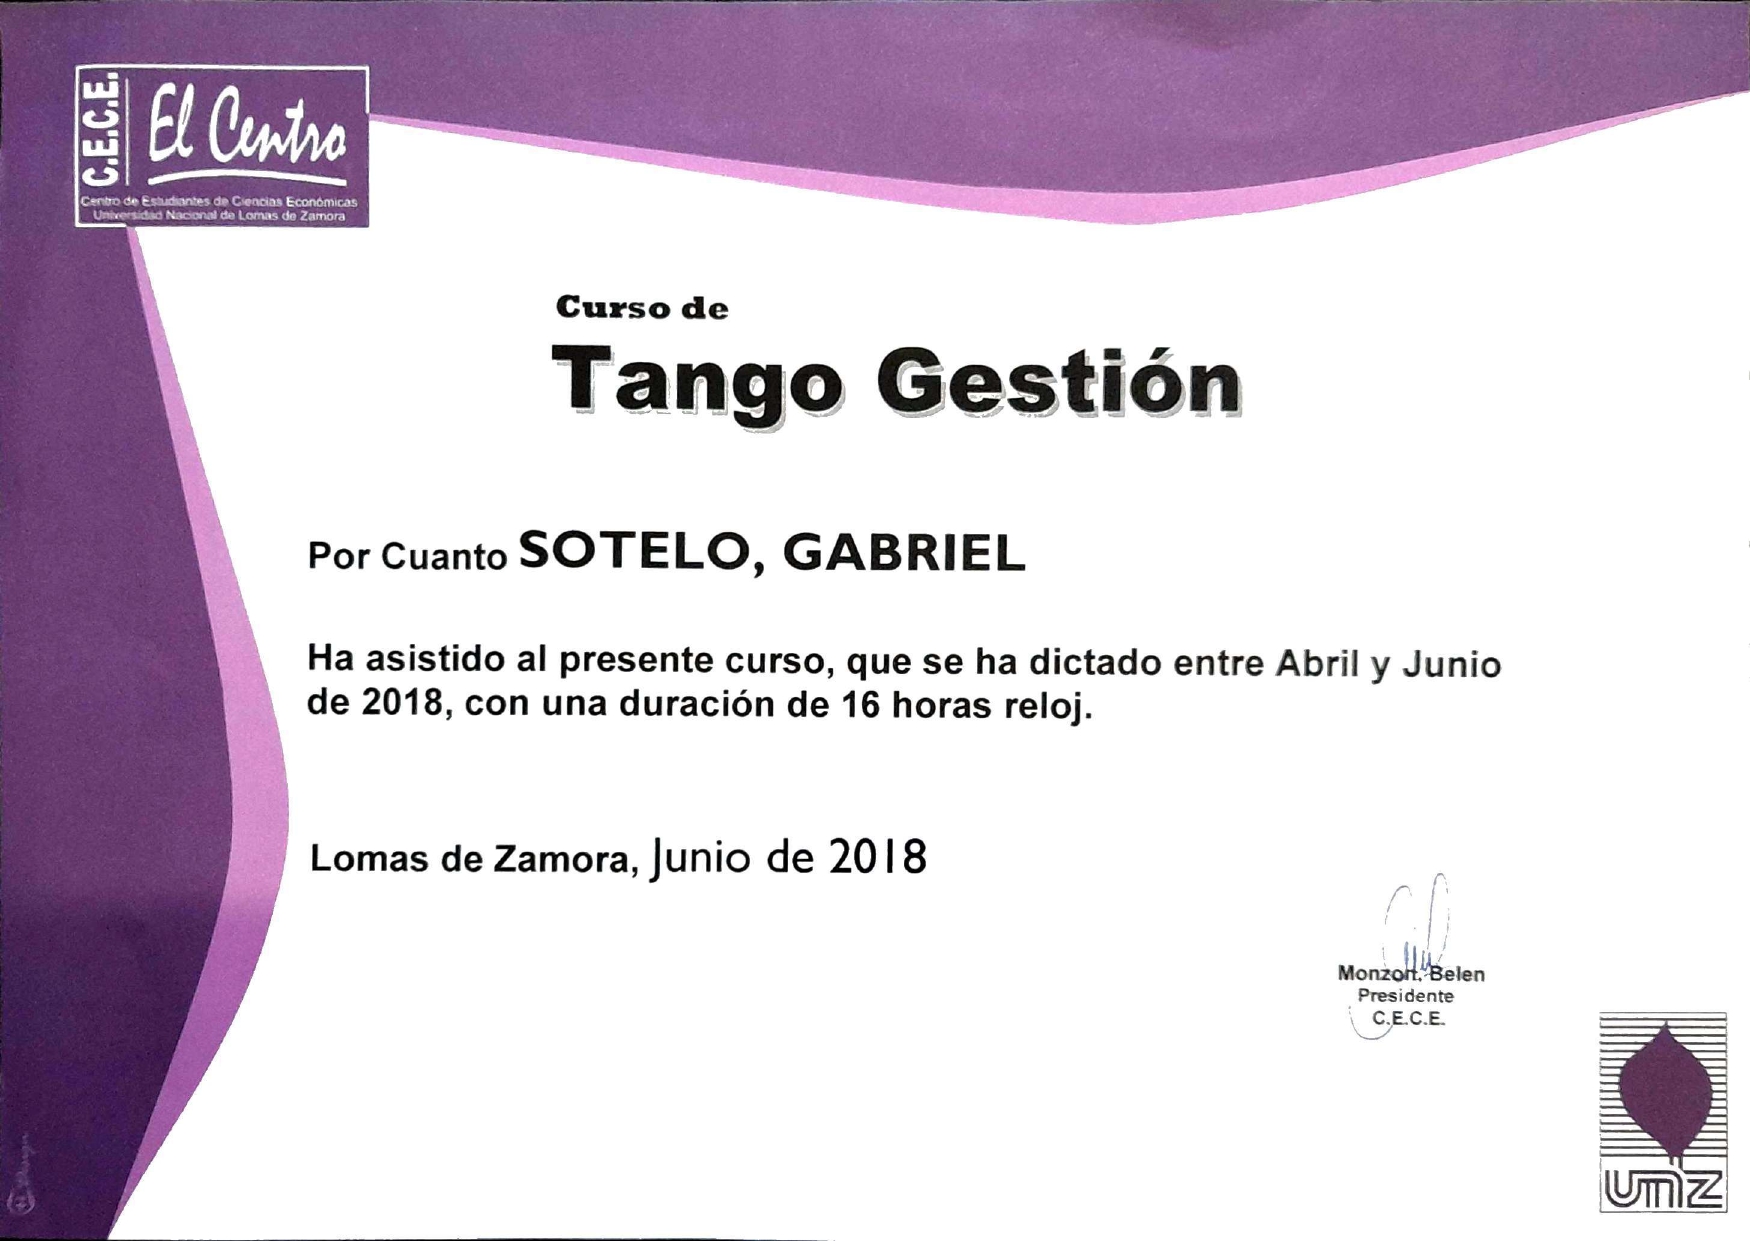 C.E.C.E.
El Centro
Centro de Estudiantes de Ciencias Económicas
Universidad Nacional de Lomas de Zamora
Curso de
Tango Gestión
Por Cuanto SOTELO, GABRIEL
Ha asistido al presente curso, que se ha dictado entre Abril y Junio
de 2018, con una duración de 16 horas reloj.
Lomas de Zamora, Junio de 2018
Monzon, Belen
Presidente
C.E.C.E.